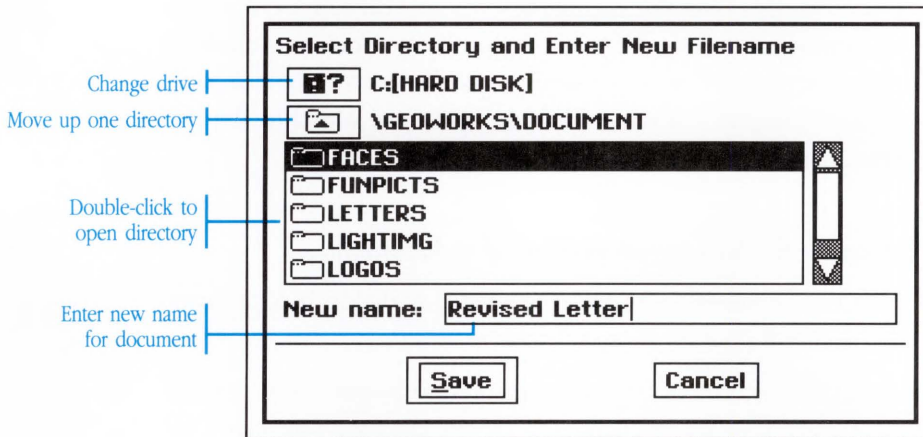 Select Directory and Enter New Filename
Change drive
? C:[HARD DISK]
Move up one directory
\GEOWORKS\DOCUMENT
FACES
FUNPICTS
Double-click to
open directory
LETTERS
LIGHTIMG
LOGOS
Enter new name
for document
New name: Revised Letter
Save
Cancel